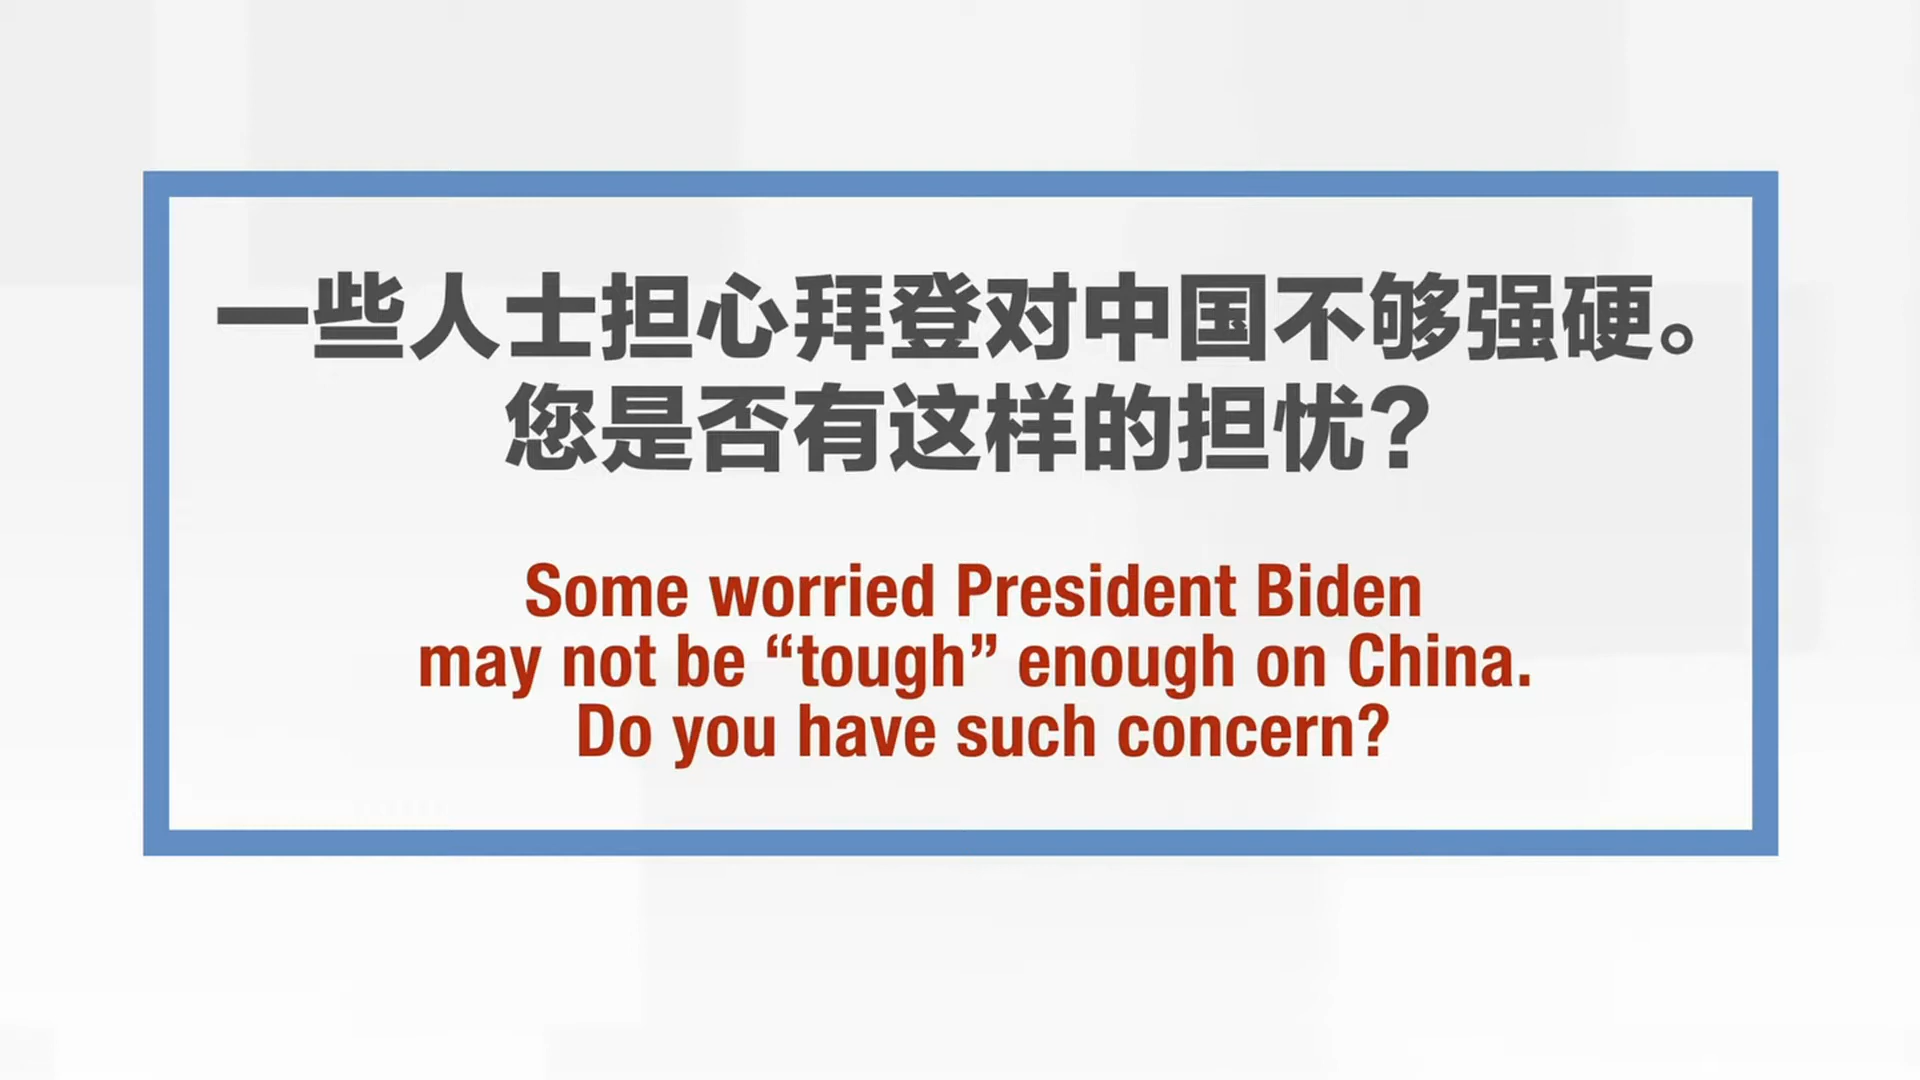 一些人士担心拜登对中国不够强硬。
您是否有这样的担忧？
Some worried President Biden
may not be “tough” enough on China.
Do you have such concern?